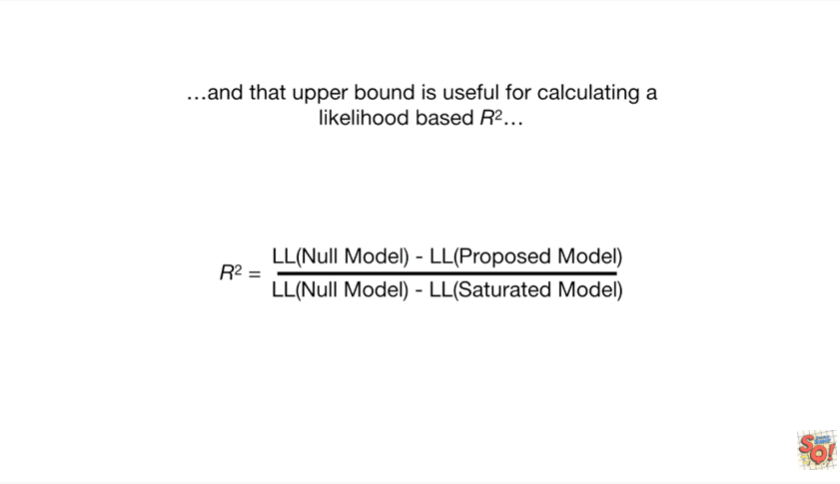 …and that upper bound is useful for calculating a
likelihood based R²…
LL(Null Model) - LL(Proposed Model)
R² =
LL(Null Model) - LL(Saturated Model)
SO!